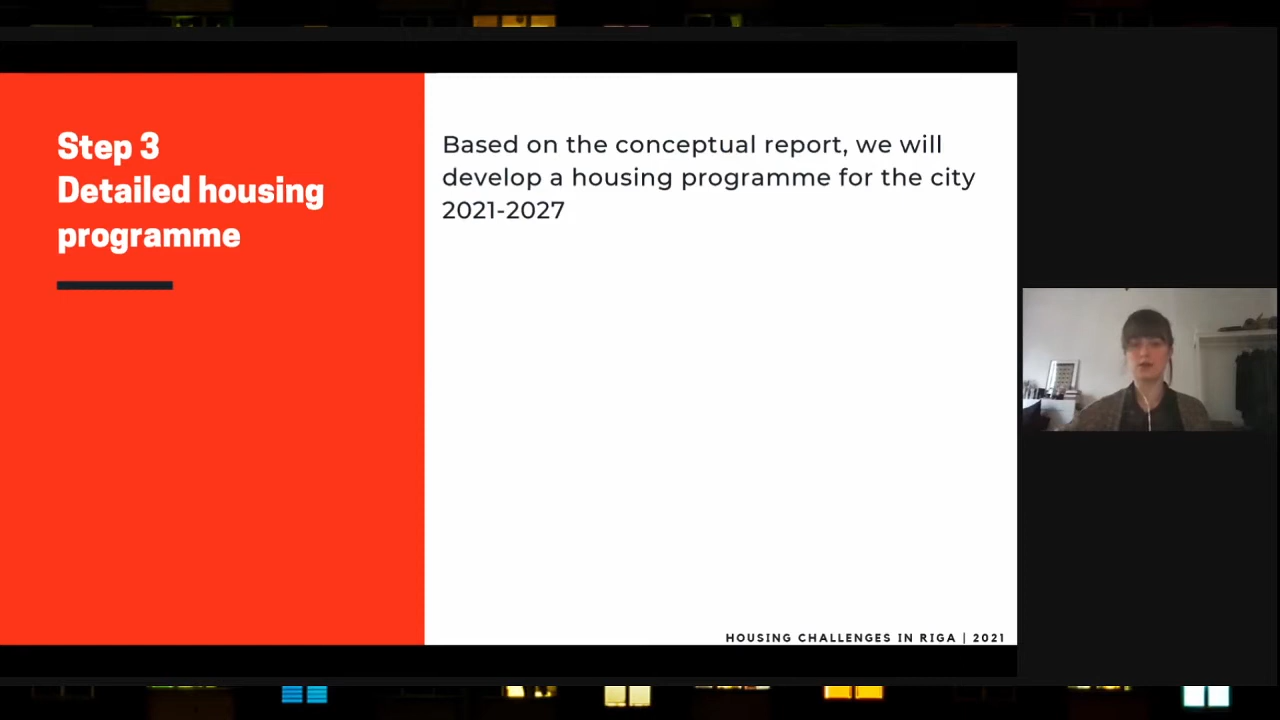 Step 3
Detailed housing
programme
Based on the conceptual report, we will
develop a housing programme for the city
2021-2027
HOUSING CHALLENGES IN RIGA | 2021